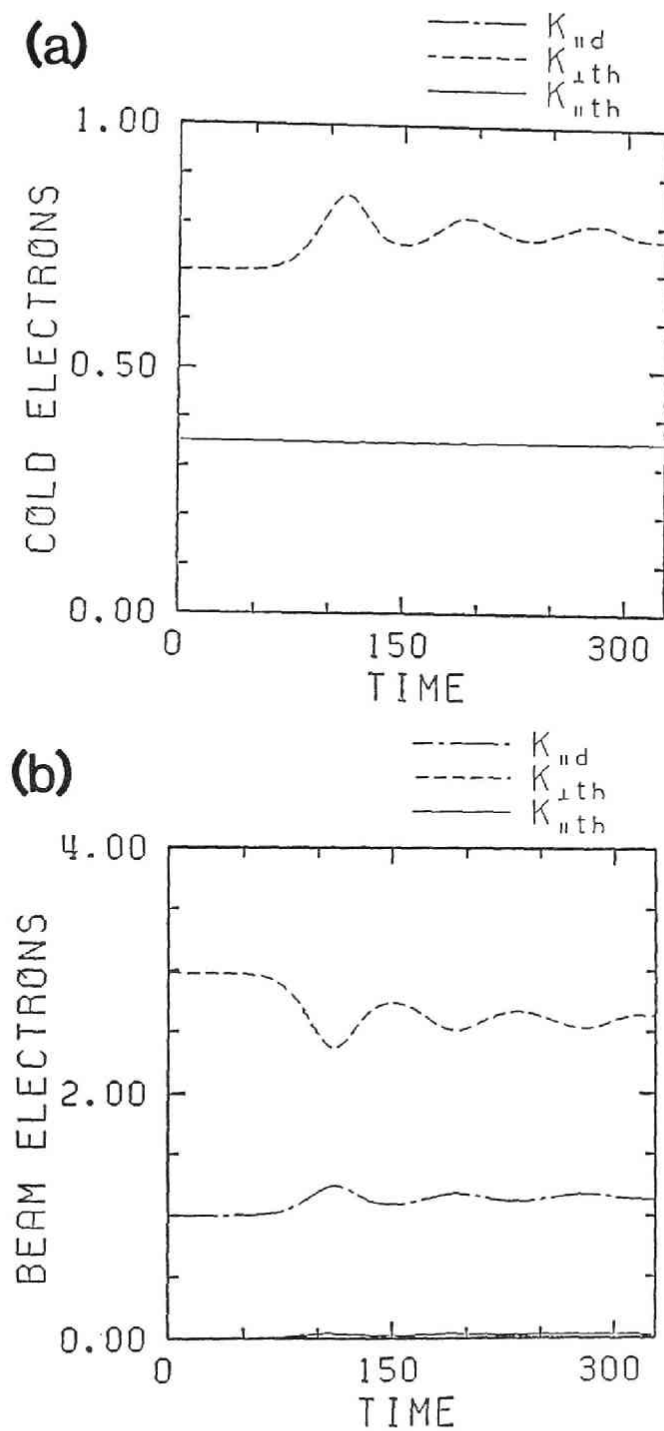 (a)
K∥d
K⊥th
K∥th
1.00
0.50
0.00
COLD ELECTRONS
0 150 300
TIME
(b)
K∥d
K⊥th
K∥th
4.00
2.00
0.00
BEAM ELECTRONS
0 150 300
TIME